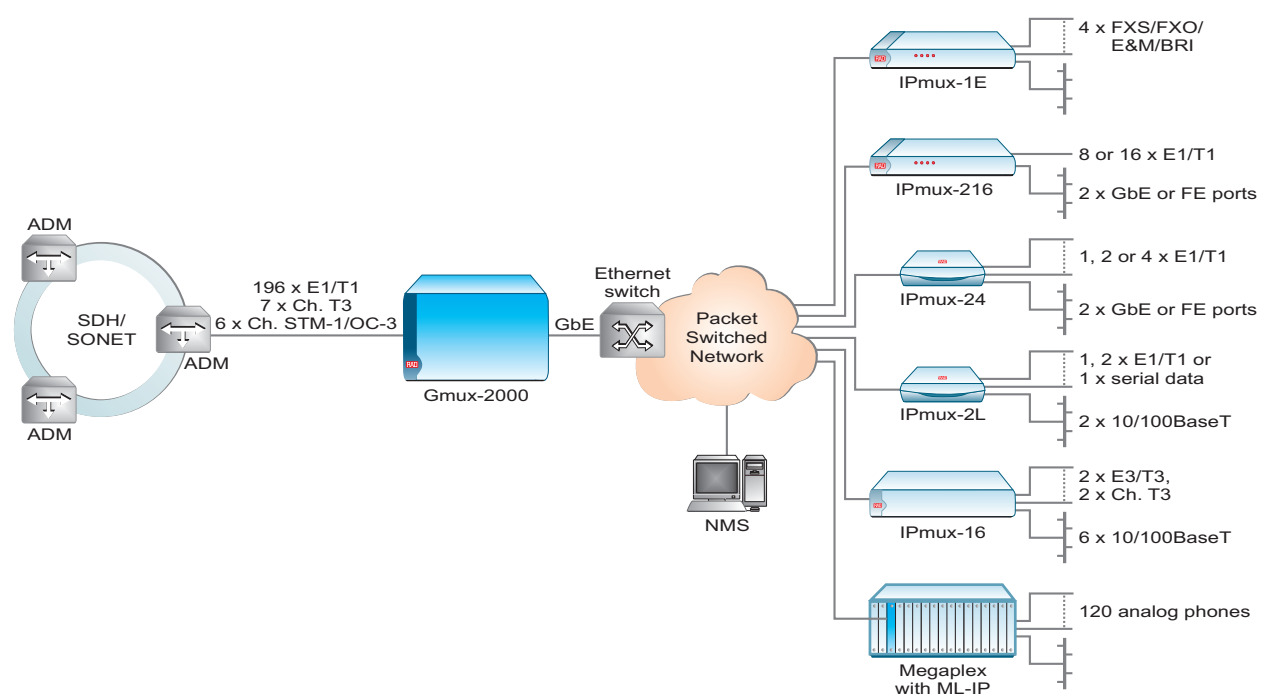 ADM
SDH/
SONET
ADM
ADM
196 x E1/T1
7 x Ch. T3
6 x Ch. STM-1/OC-3
RAD
Gmux-2000
GbE
Ethernet
switch
Packet
Switched
Network
NMS
RAD
IPmux-1E
4 x FXS/FXO/
E&M/BRI
RAD
IPmux-216
8 or 16 x E1/T1
2 x GbE or FE ports
IPmux-24
1, 2 or 4 x E1/T1
2 x GbE or FE ports
IPmux-2L
1, 2 x E1/T1 or
1 x serial data
2 x 10/100BaseT
RAD
IPmux-16
2 x E3/T3,
2 x Ch. T3
6 x 10/100BaseT
Megaplex
with ML-IP
120 analog phones